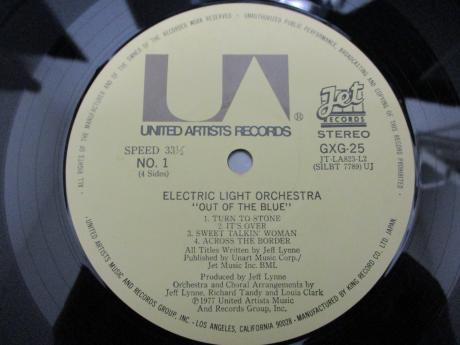 ALL RIGHTS OF THE MANUFACTURER AND OF THE OWNER OF THE RECORDED WORK RESERVED • UNAUTHORIZED PUBLIC PERFORMANCE, BROADCASTING AND COPYING OF THIS RECORD PROHIBITED
UA
UNITED ARTISTS RECORDS
Jet
RECORDS
STEREO
SPEED 33⅓
NO. 1
(4 Sides)
GXG-25
JT-LA823-L2
(SLBT 7789) UJ
ELECTRIC LIGHT ORCHESTRA
"OUT OF THE BLUE"
1. TURN TO STONE
2. IT'S OVER
3. SWEET TALKIN' WOMAN
4. ACROSS THE BORDER
All Titles Written by Jeff Lynne
Published by Unart Music Corp./
Jet Music Inc. BMI
Produced by Jeff Lynne
Orchestra and Choral Arrangements by
Jeff Lynne, Richard Tandy and Louis Clark
Ⓟ1977 United Artists Music
And Records Group, Inc.
UNITED ARTISTS MUSIC AND RECORDS GROUP, INC. • LOS ANGELES, CALIFORNIA 90028 • MANUFACTURED BY KING RECORD CO. LTD. JAPAN.